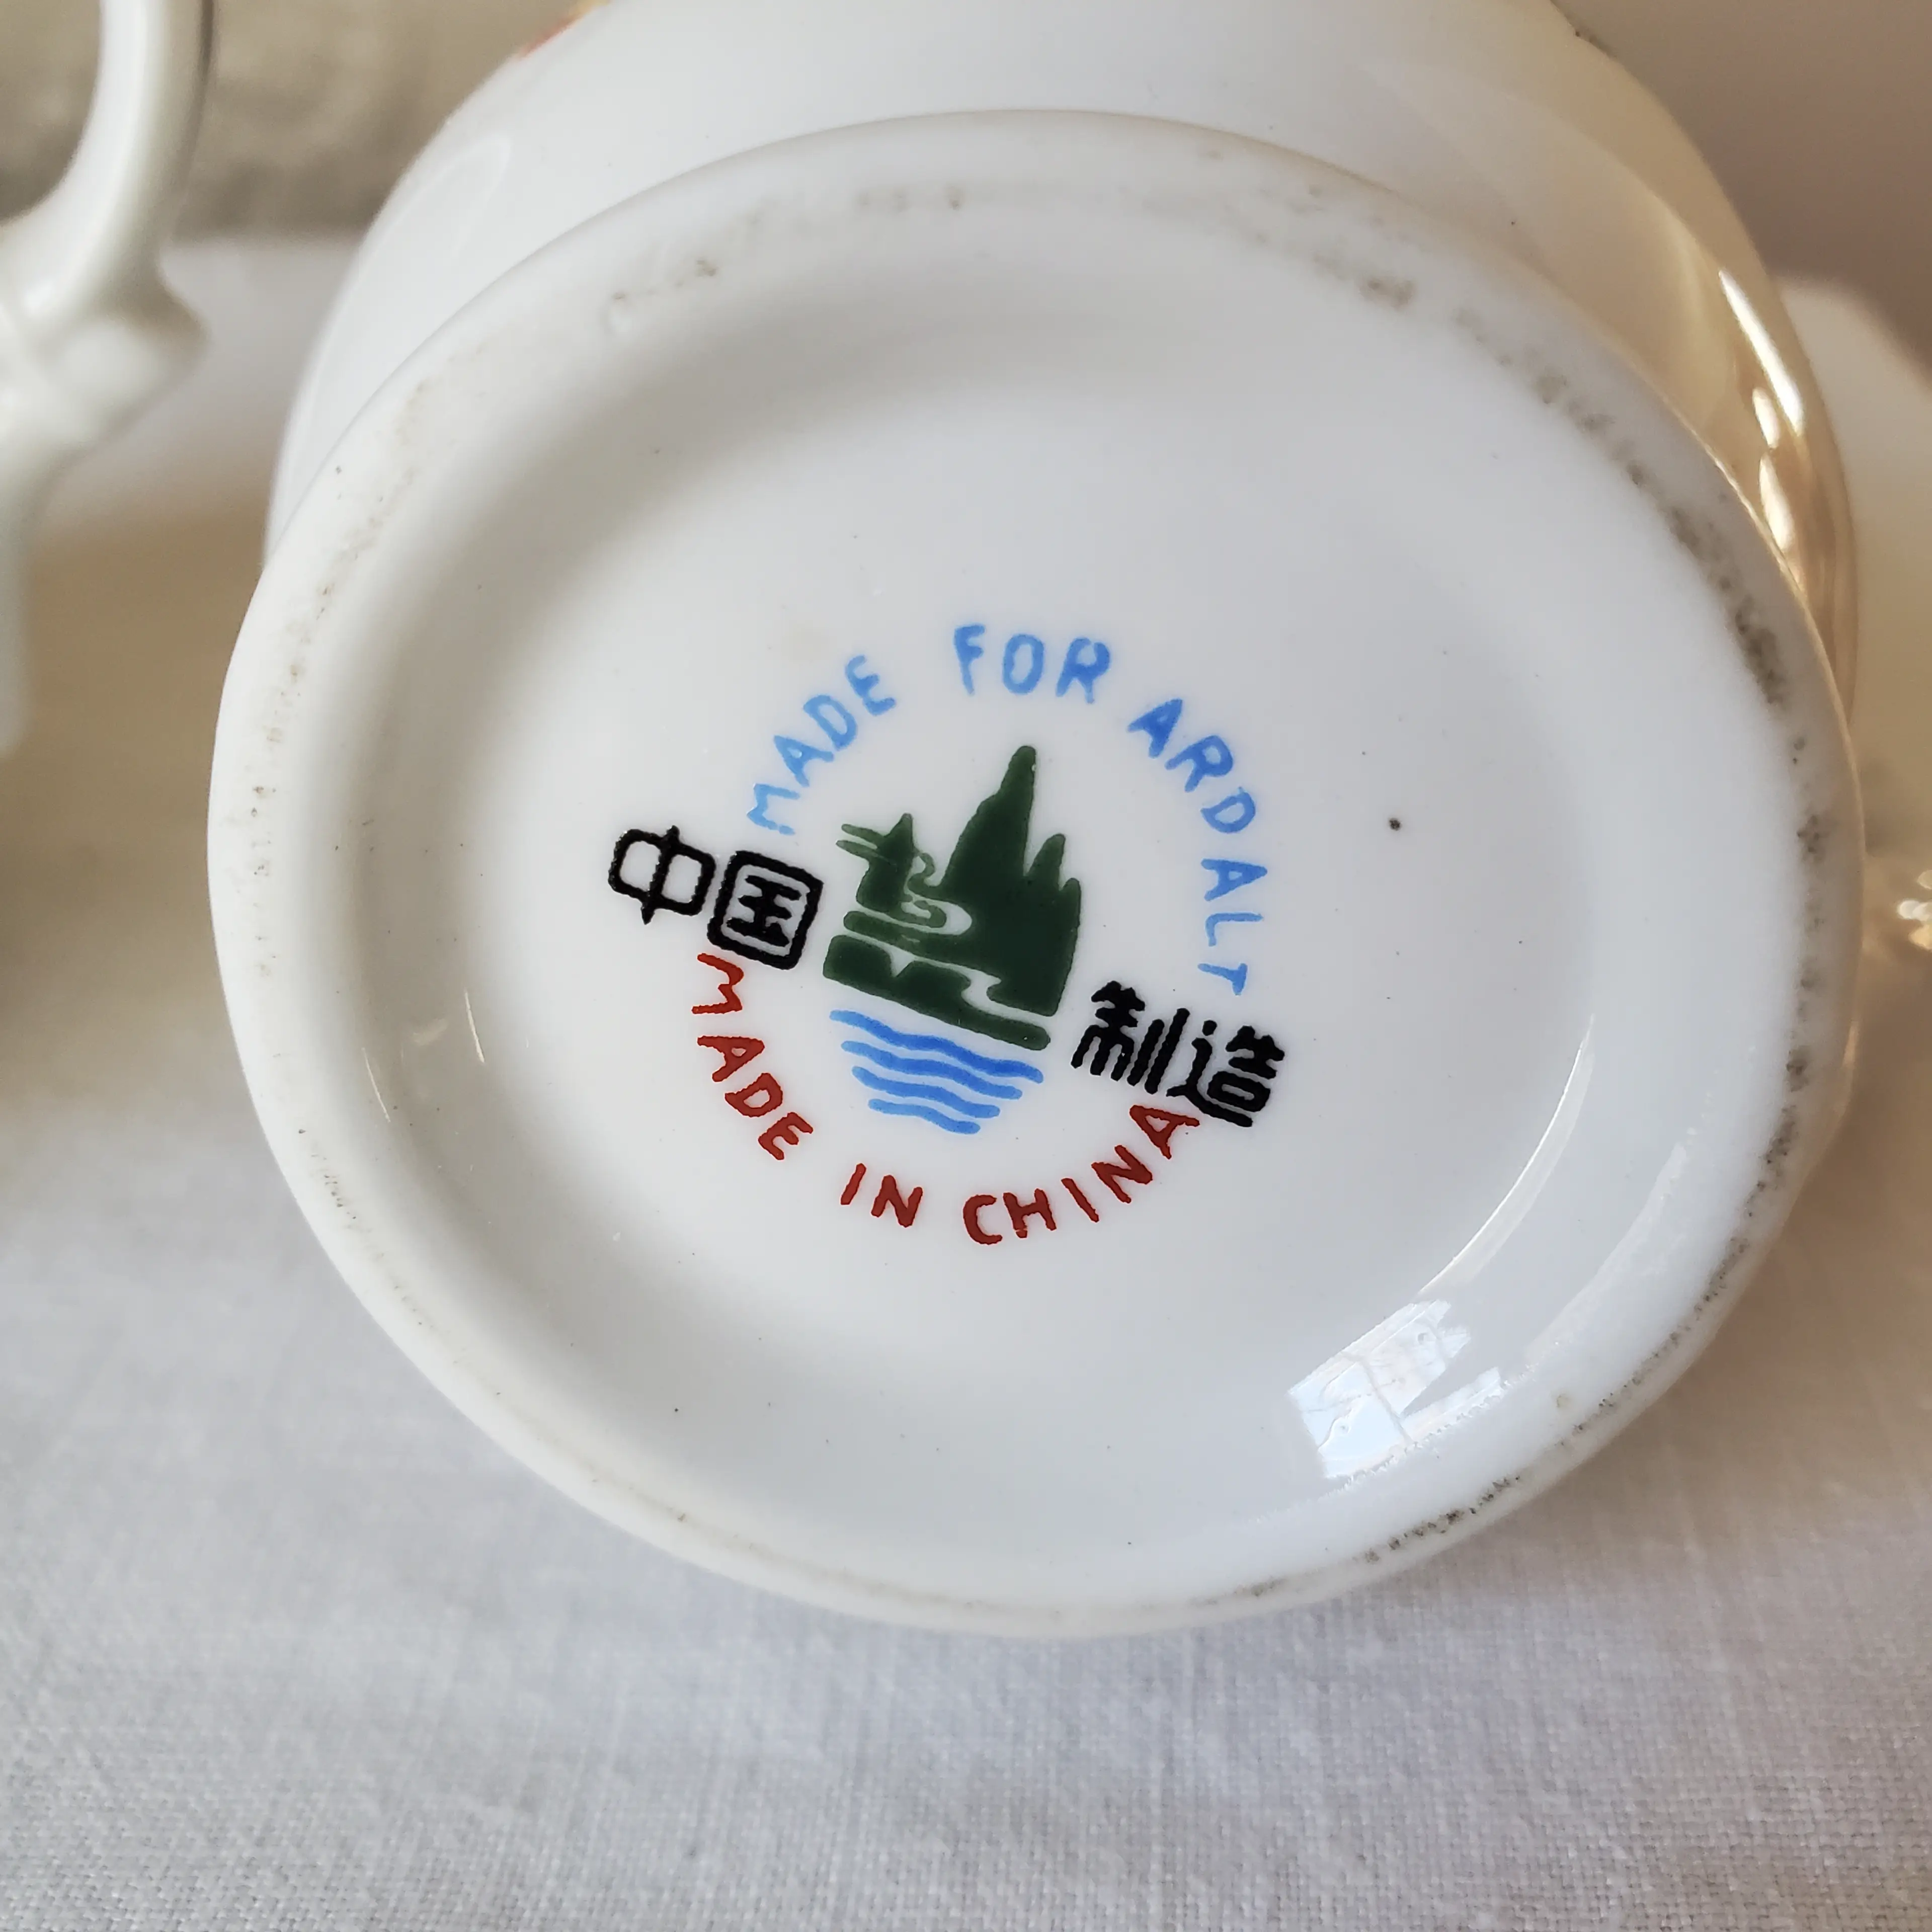 MADE FOR ARDALT
中国 制造
MADE IN CHINA